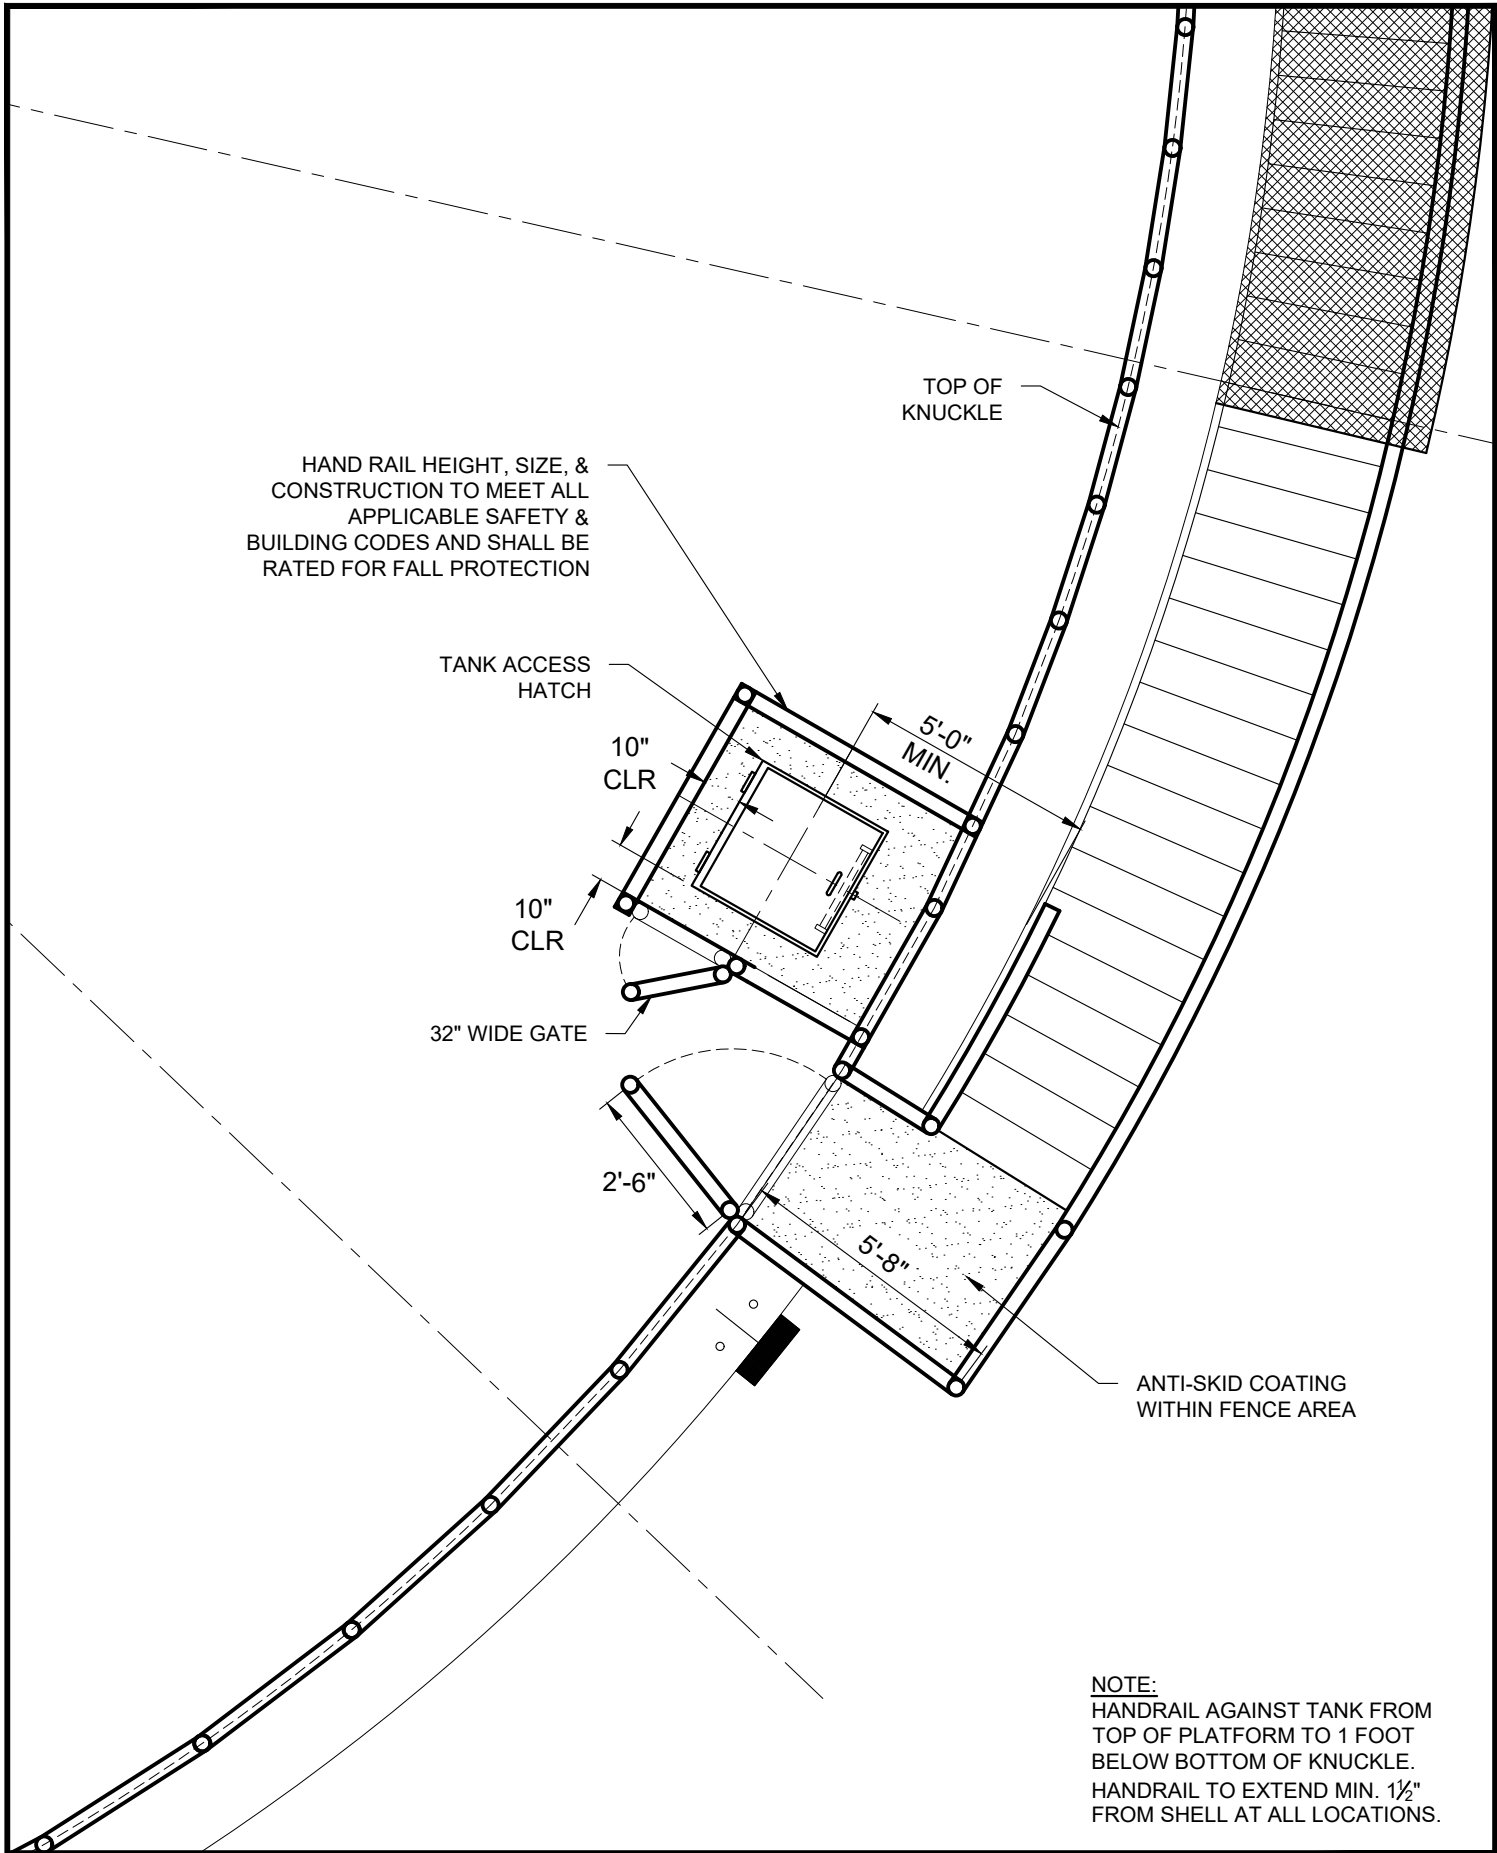 TOP OF
KNUCKLE
HAND RAIL HEIGHT, SIZE, &
CONSTRUCTION TO MEET ALL
APPLICABLE SAFETY &
BUILDING CODES AND SHALL BE
RATED FOR FALL PROTECTION
TANK ACCESS
HATCH
5'-0"
MIN.
10"
CLR
10"
CLR
32" WIDE GATE
2'-6"
5'-8"
ANTI-SKID COATING
WITHIN FENCE AREA
NOTE:
HANDRAIL AGAINST TANK FROM
TOP OF PLATFORM TO 1 FOOT
BELOW BOTTOM OF KNUCKLE.
HANDRAIL TO EXTEND MIN. 1½"
FROM SHELL AT ALL LOCATIONS.